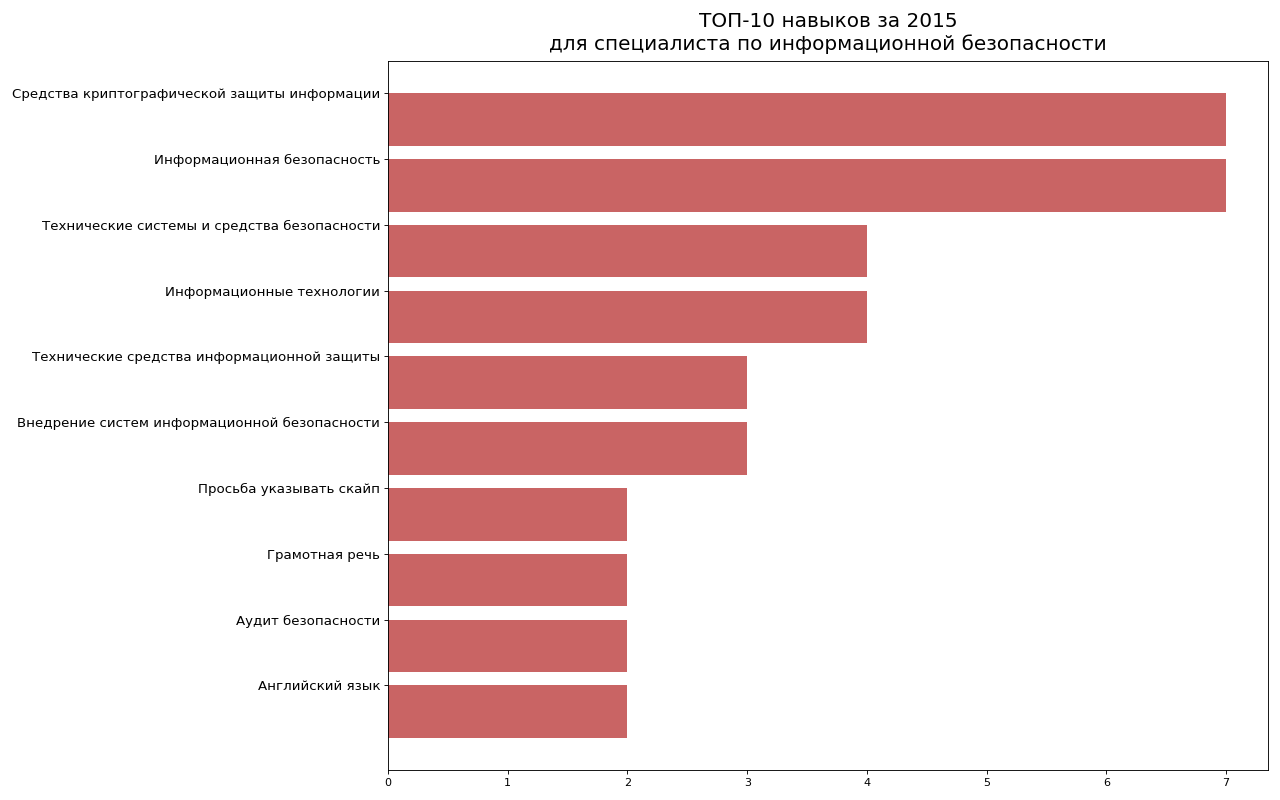 ТОП-10 навыков за 2015
для специалиста по информационной безопасности
Средства криптографической защиты информации
Информационная безопасность
Технические системы и средства безопасности
Информационные технологии
Технические средства информационной защиты
Внедрение систем информационной безопасности
Просьба указывать скайп
Грамотная речь
Аудит безопасности
Английский язык
0 1 2 3 4 5 6 7